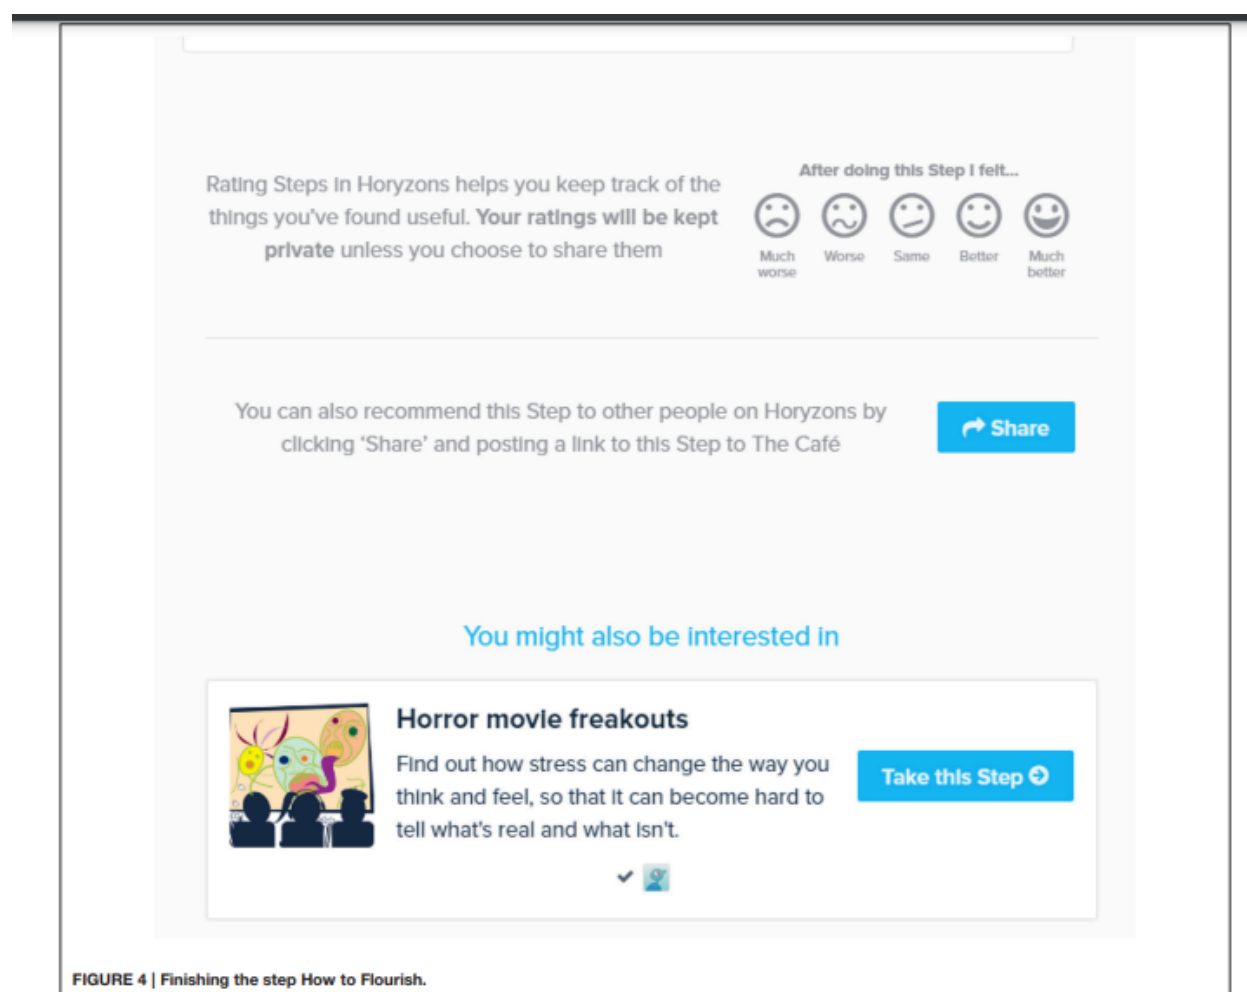 Rating Steps in Horyzons helps you keep track of the
things you've found useful. Your ratings will be kept
private unless you choose to share them
After doing this Step I felt...
Much worse
Worse
Same
Better
Much better
You can also recommend this Step to other people on Horyzons by
clicking 'Share' and posting a link to this Step to The Café
Share
You might also be interested in
Horror movie freakouts
Find out how stress can change the way you
think and feel, so that it can become hard to
tell what's real and what isn't.
Take this Step
FIGURE 4 | Finishing the step How to Flourish.